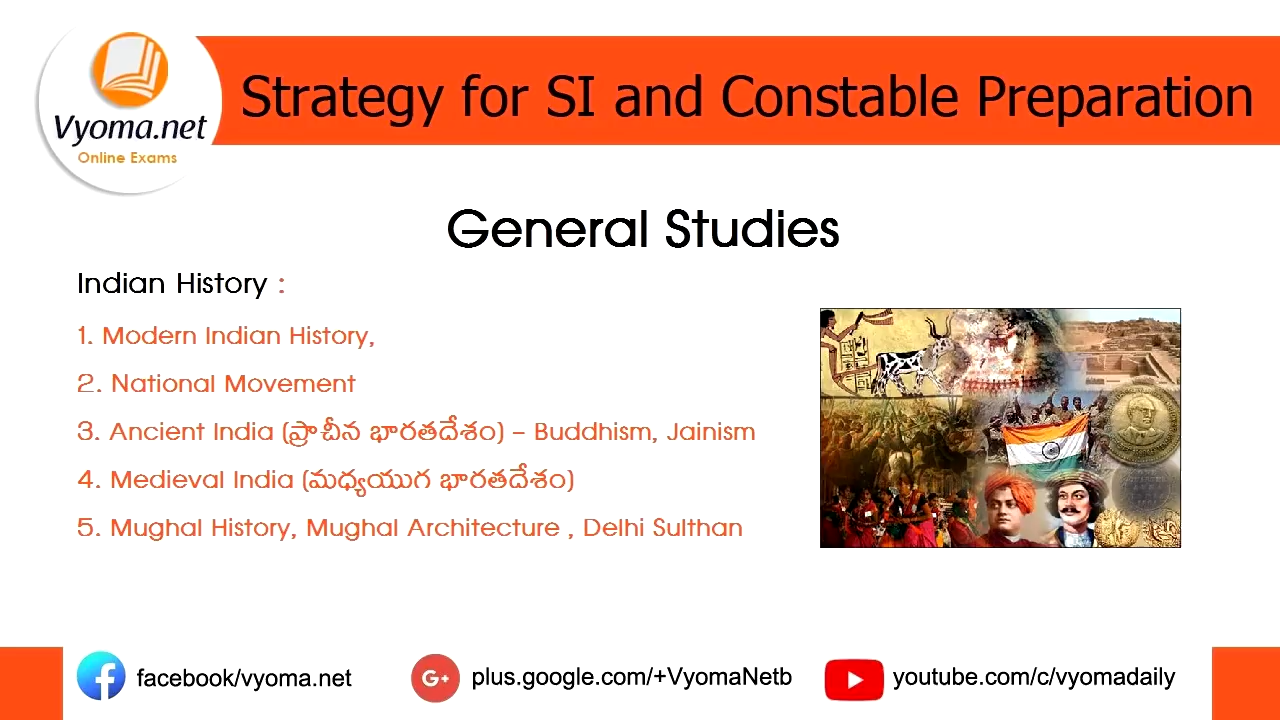 Vyoma.net
Online Exams
Strategy for SI and Constable Preparation
General Studies
Indian History :
1. Modern Indian History,
2. National Movement
3. Ancient India (ప్రాచీన భారతదేశం) – Buddhism, Jainism
4. Medieval India (మధ్యయుగ భారతదేశం)
5. Mughal History, Mughal Architecture , Delhi Sulthan
facebook/vyoma.net
G+
plus.google.com/+VyomaNetb
youtube.com/c/vyomadaily